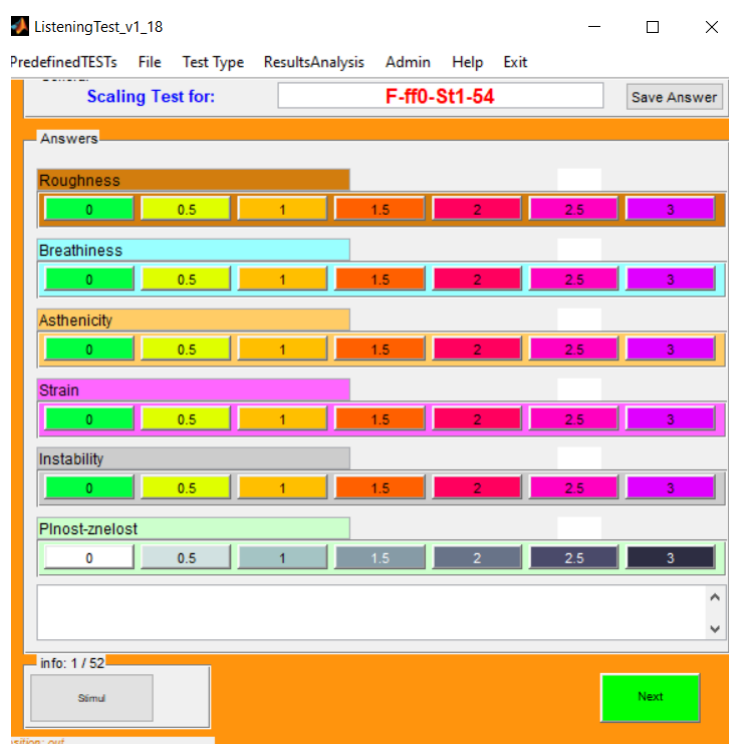 ListeningTest_v1_18
PredefinedTESTs File Test Type ResultsAnalysis Admin Help Exit
General
Scaling Test for: F-ff0-St1-54 Save Answer
Answers
Roughness
0 0.5 1 1.5 2 2.5 3
Breathiness
0 0.5 1 1.5 2 2.5 3
Asthenicity
0 0.5 1 1.5 2 2.5 3
Strain
0 0.5 1 1.5 2 2.5 3
Instability
0 0.5 1 1.5 2 2.5 3
Plnost-znelost
0 0.5 1 1.5 2 2.5 3
info: 1 / 52
Stimul
Next
osition: out